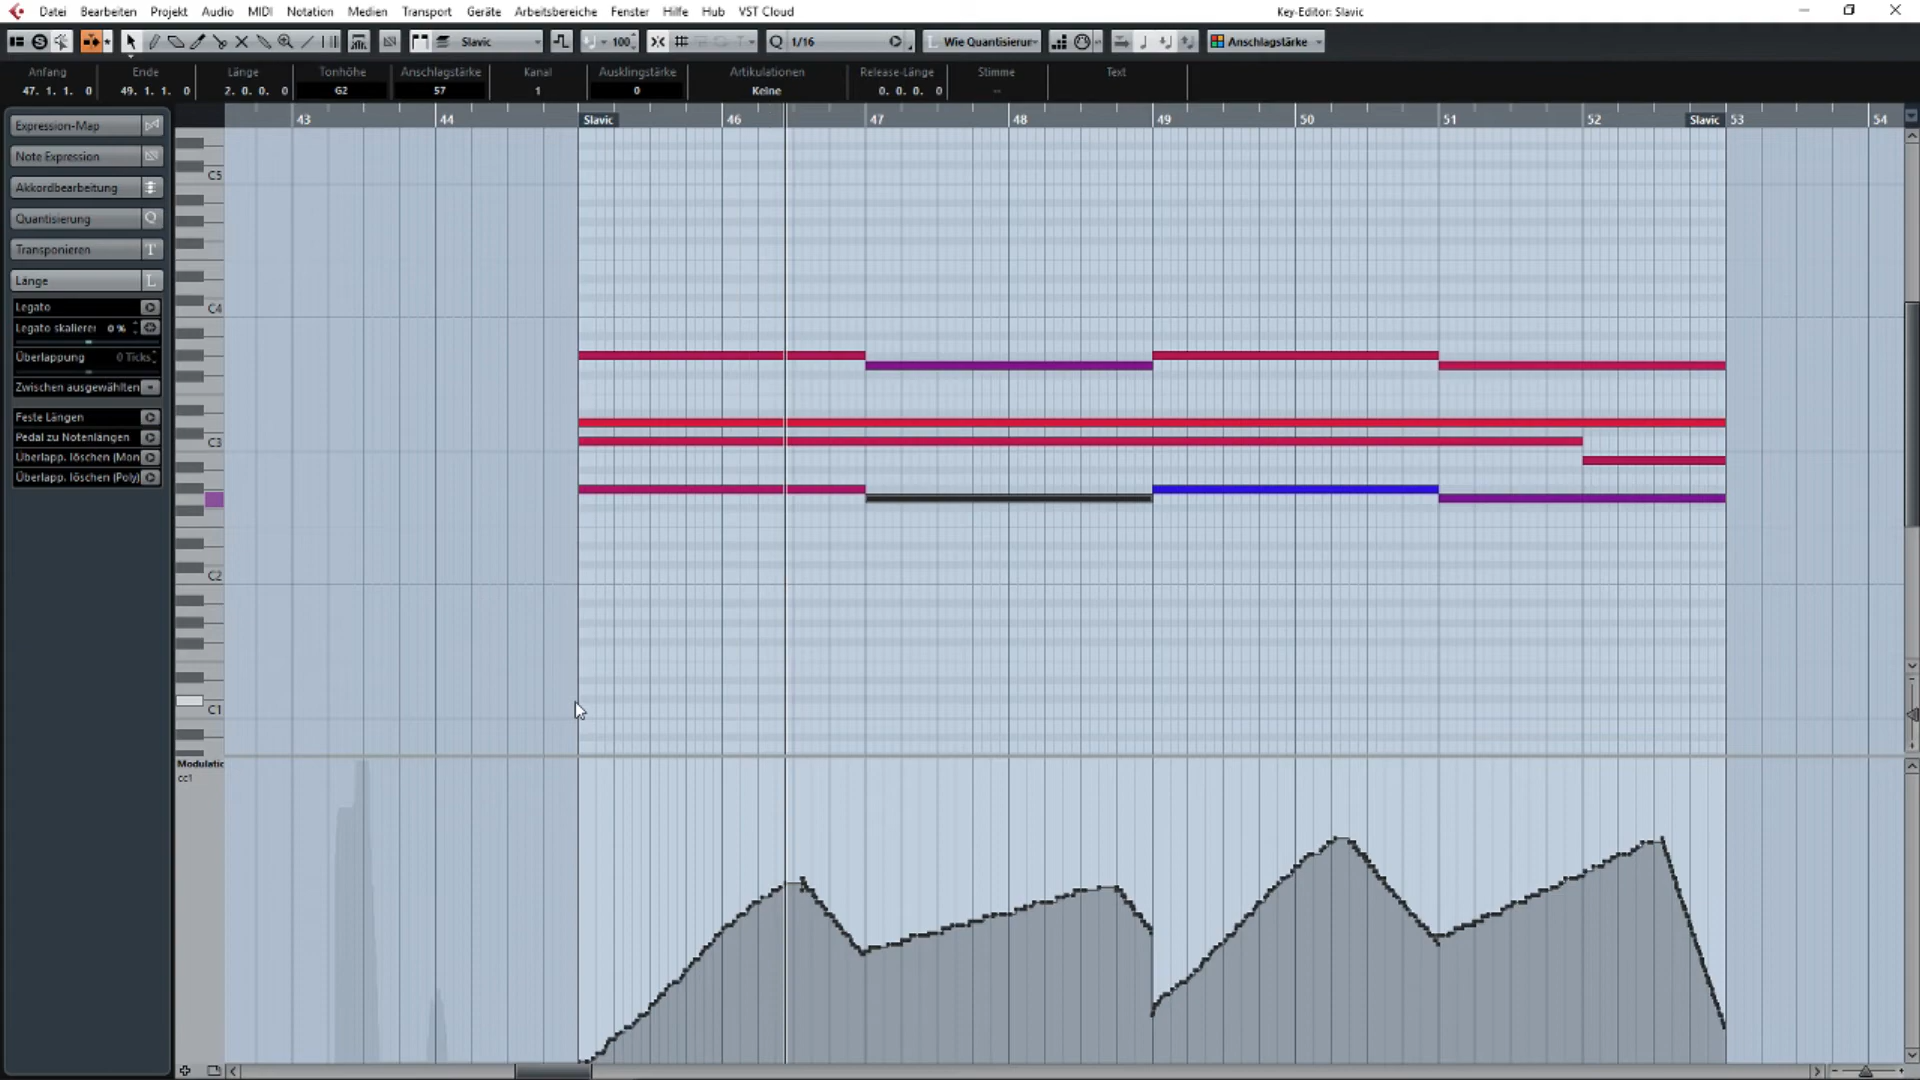 Datei Bearbeiten Projekt Audio MIDI Notation Medien Transport Geräte Arbeitsbereiche Fenster Hilfe Hub VST Cloud Key-Editor: Slavic
Slavic 100 1/16 L Wie Quantisierun Anschlagstärke
Anfang Ende Länge Tonhöhe Anschlagstärke Kanal Ausklingstärke Artikulationen Release-Länge Stimme Text
47. 1. 1. 0 49. 1. 1. 0 2. 0. 0. 0 G2 57 1 0 Keine 0. 0. 0. 0 --
43 44 Slavic 46 47 48 49 50 51 52 Slavic 53 54
Expression-Map
Note Expression
Akkordbearbeitung
Quantisierung Q
Transponieren T
Länge L
Legato
Legato skalierer 0 %
Überlappung 0 Ticks
Zwischen ausgewählten
Feste Längen
Pedal zu Notenlängen
Überlapp. löschen (Mon
Überlapp. löschen (Poly)
C5
C4
C3
C2
C1
Modulatic
cc1